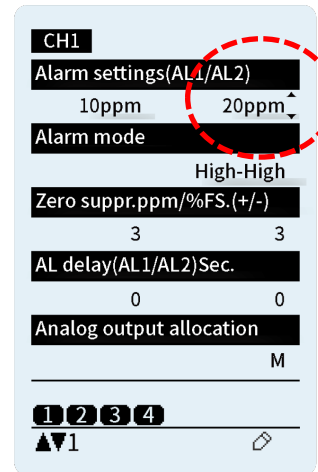 CH1
Alarm settings(AL1/AL2)
10ppm 20ppm
Alarm mode
High-High
Zero suppr.ppm/%FS.(+/-)
3 3
AL delay(AL1/AL2)Sec.
0 0
Analog output allocation
M
1 2 3 4
▲▼1